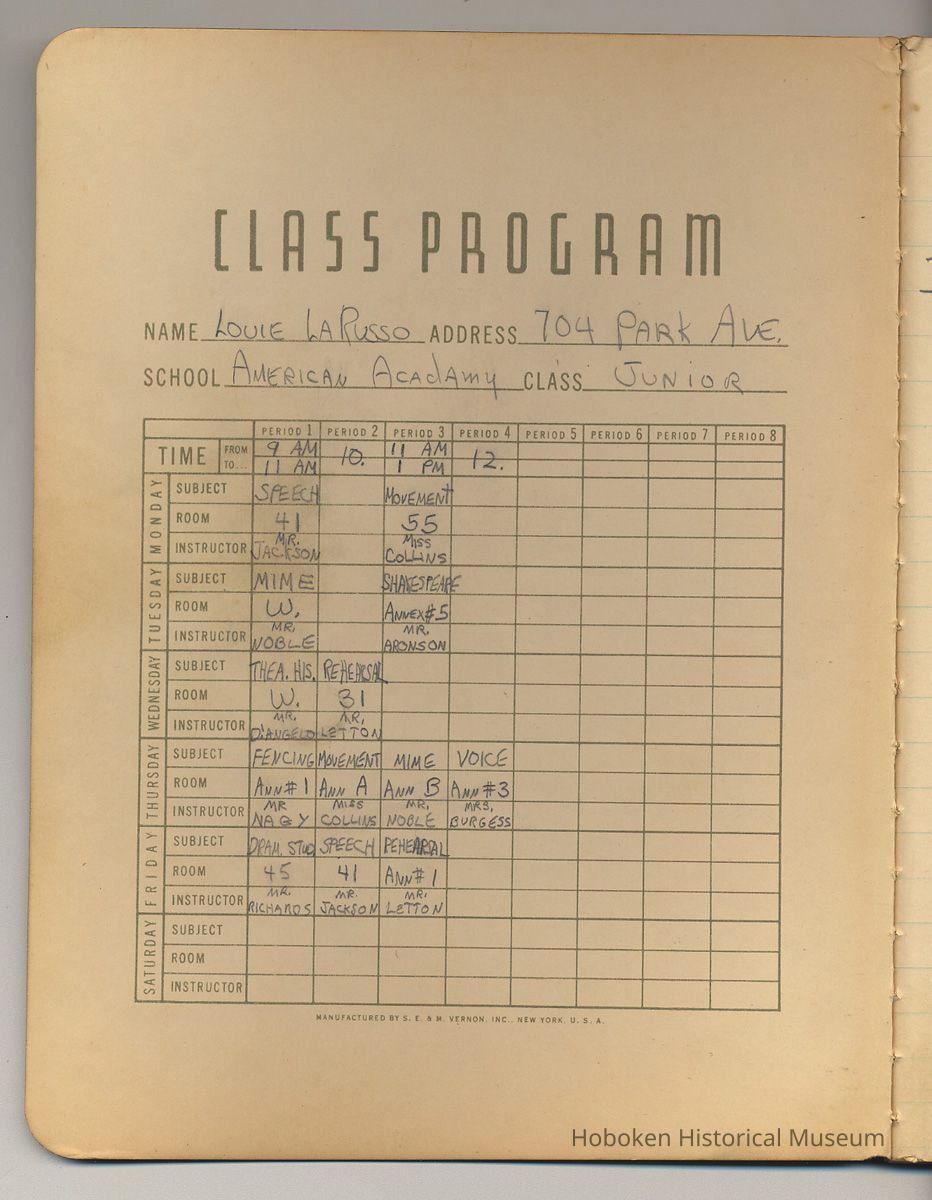 CLASS PROGRAM
NAME LOUIE LARUSSO ADDRESS 704 PARK AVE.
SCHOOL AMERICAN ACADAMY CLASS JUNIOR
PERIOD 1 PERIOD 2 PERIOD 3 PERIOD 4 PERIOD 5 PERIOD 6 PERIOD 7 PERIOD 8
TIME FROM 9 AM 10. 11 AM 12.
TO... 11 AM 1 PM
MONDAY
SUBJECT SPEECH MOVEMENT
ROOM 41 55
INSTRUCTOR MR. JACKSON MISS COLLINS
TUESDAY
SUBJECT MIME SHAKESPEARE
ROOM W. ANNEX#5
INSTRUCTOR MR. NOBLE MR. ARONSON
WEDNESDAY
SUBJECT THEA. HIS. REHEARSAL
ROOM W. 31
INSTRUCTOR MR. D'ANGELO MR. LETTON
THURSDAY
SUBJECT FENCING MOVEMENT MIME VOICE
ROOM ANN#1 ANN A ANN B ANN#3
INSTRUCTOR MR NAGY MISS COLLINS MR. NOBLE MRS. BURGESS
FRIDAY
SUBJECT DRAM. STUD. SPEECH REHEARSAL
ROOM 45 41 ANN#1
INSTRUCTOR MR. RICHARDS MR. JACKSON MR. LETTON
SATURDAY
SUBJECT
ROOM
INSTRUCTOR
MANUFACTURED BY S. E. & M. VERNON, INC., NEW YORK, U. S. A.
Hoboken Historical Museum